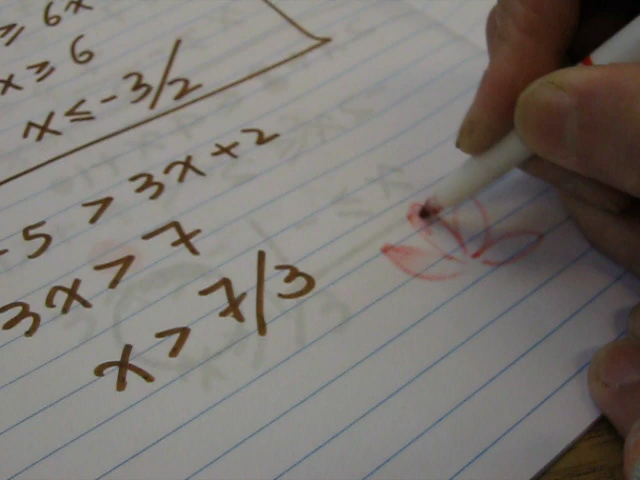 ≥ 6x
x ≥ 6
x ≤ -3/2
-5 > 3x+2
3x > 7
x > 7/3